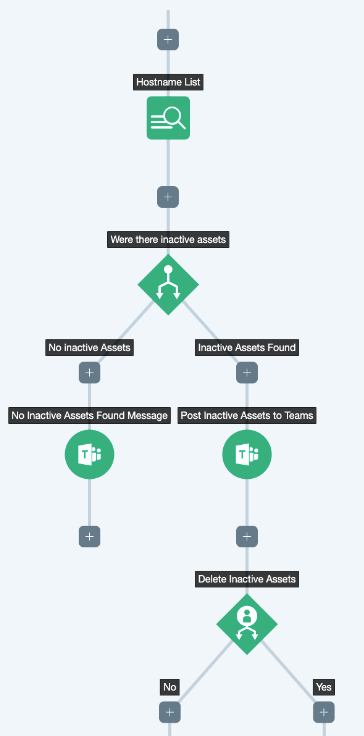 Hostname List
Were there inactive assets
No inactive Assets
Inactive Assets Found
No Inactive Assets Found Message
Post Inactive Assets to Teams
T
T
Delete Inactive Assets
No
Yes